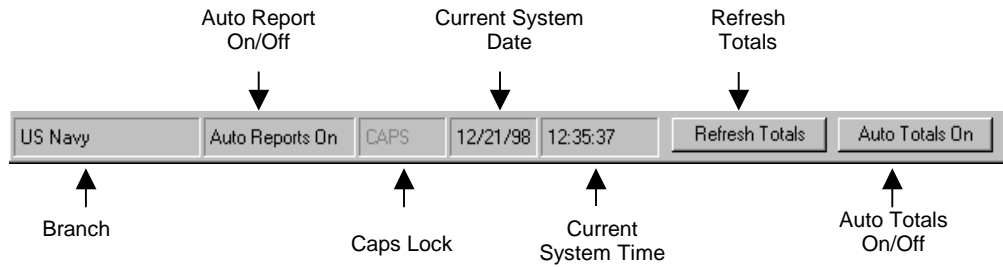 Auto Report
On/Off
Current System
Date
Refresh
Totals
US Navy
Auto Reports On
CAPS
12/21/98
12:35:37
Refresh Totals
Auto Totals On
Branch
Caps Lock
Current
System Time
Auto Totals
On/Off